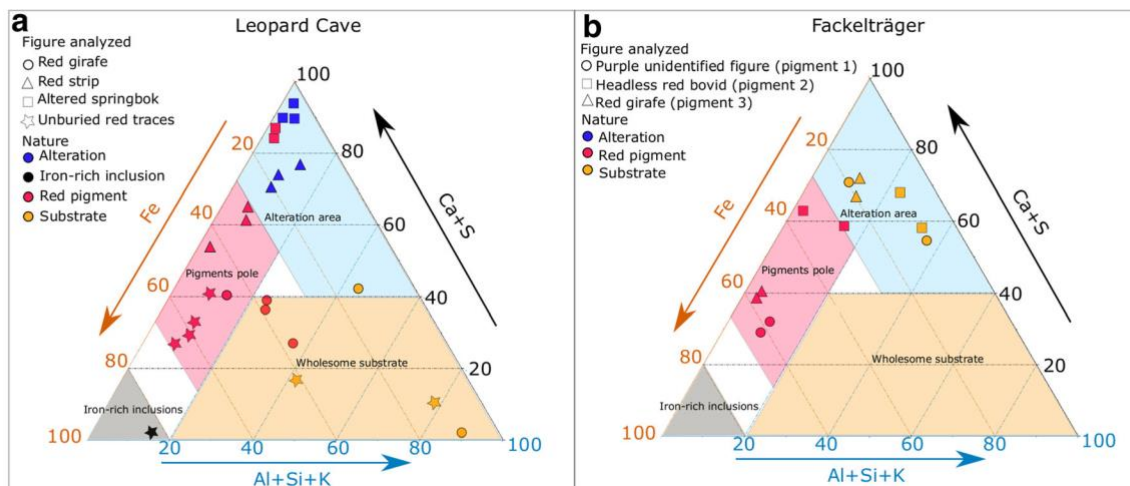 a
Leopard Cave
Figure analyzed
Red girafe
Red strip
Altered springbok
Unburied red traces
Nature
Alteration
Iron-rich inclusion
Red pigment
Substrate
100
20
80
Fe
Ca+S
40
Alteration area
60
Pigments pole
60
40
80
Wholesome substrate
20
Iron-rich inclusions
100
20
40
60
80
100
Al+Si+K
b
Fackelträger
Figure analyzed
Purple unidentified figure (pigment 1)
Headless red bovid (pigment 2)
Red girafe (pigment 3)
Nature
Alteration
Red pigment
Substrate
100
20
80
Fe
Ca+S
40
Alteration area
60
Pigments pole
60
40
80
Wholesome substrate
20
Iron-rich inclusions
100
20
40
60
80
100
Al+Si+K